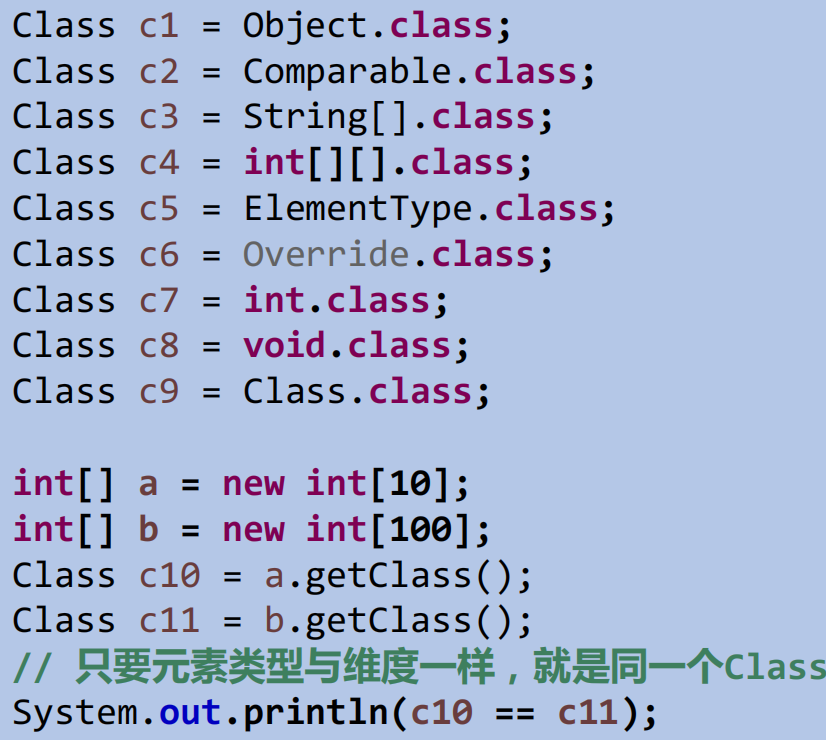 Class c1 = Object.class;
Class c2 = Comparable.class;
Class c3 = String[].class;
Class c4 = int[][].class;
Class c5 = ElementType.class;
Class c6 = Override.class;
Class c7 = int.class;
Class c8 = void.class;
Class c9 = Class.class;
int[] a = new int[10];
int[] b = new int[100];
Class c10 = a.getClass();
Class c11 = b.getClass();
// 只要元素类型与维度一样，就是同一个Class
System.out.println(c10 == c11);